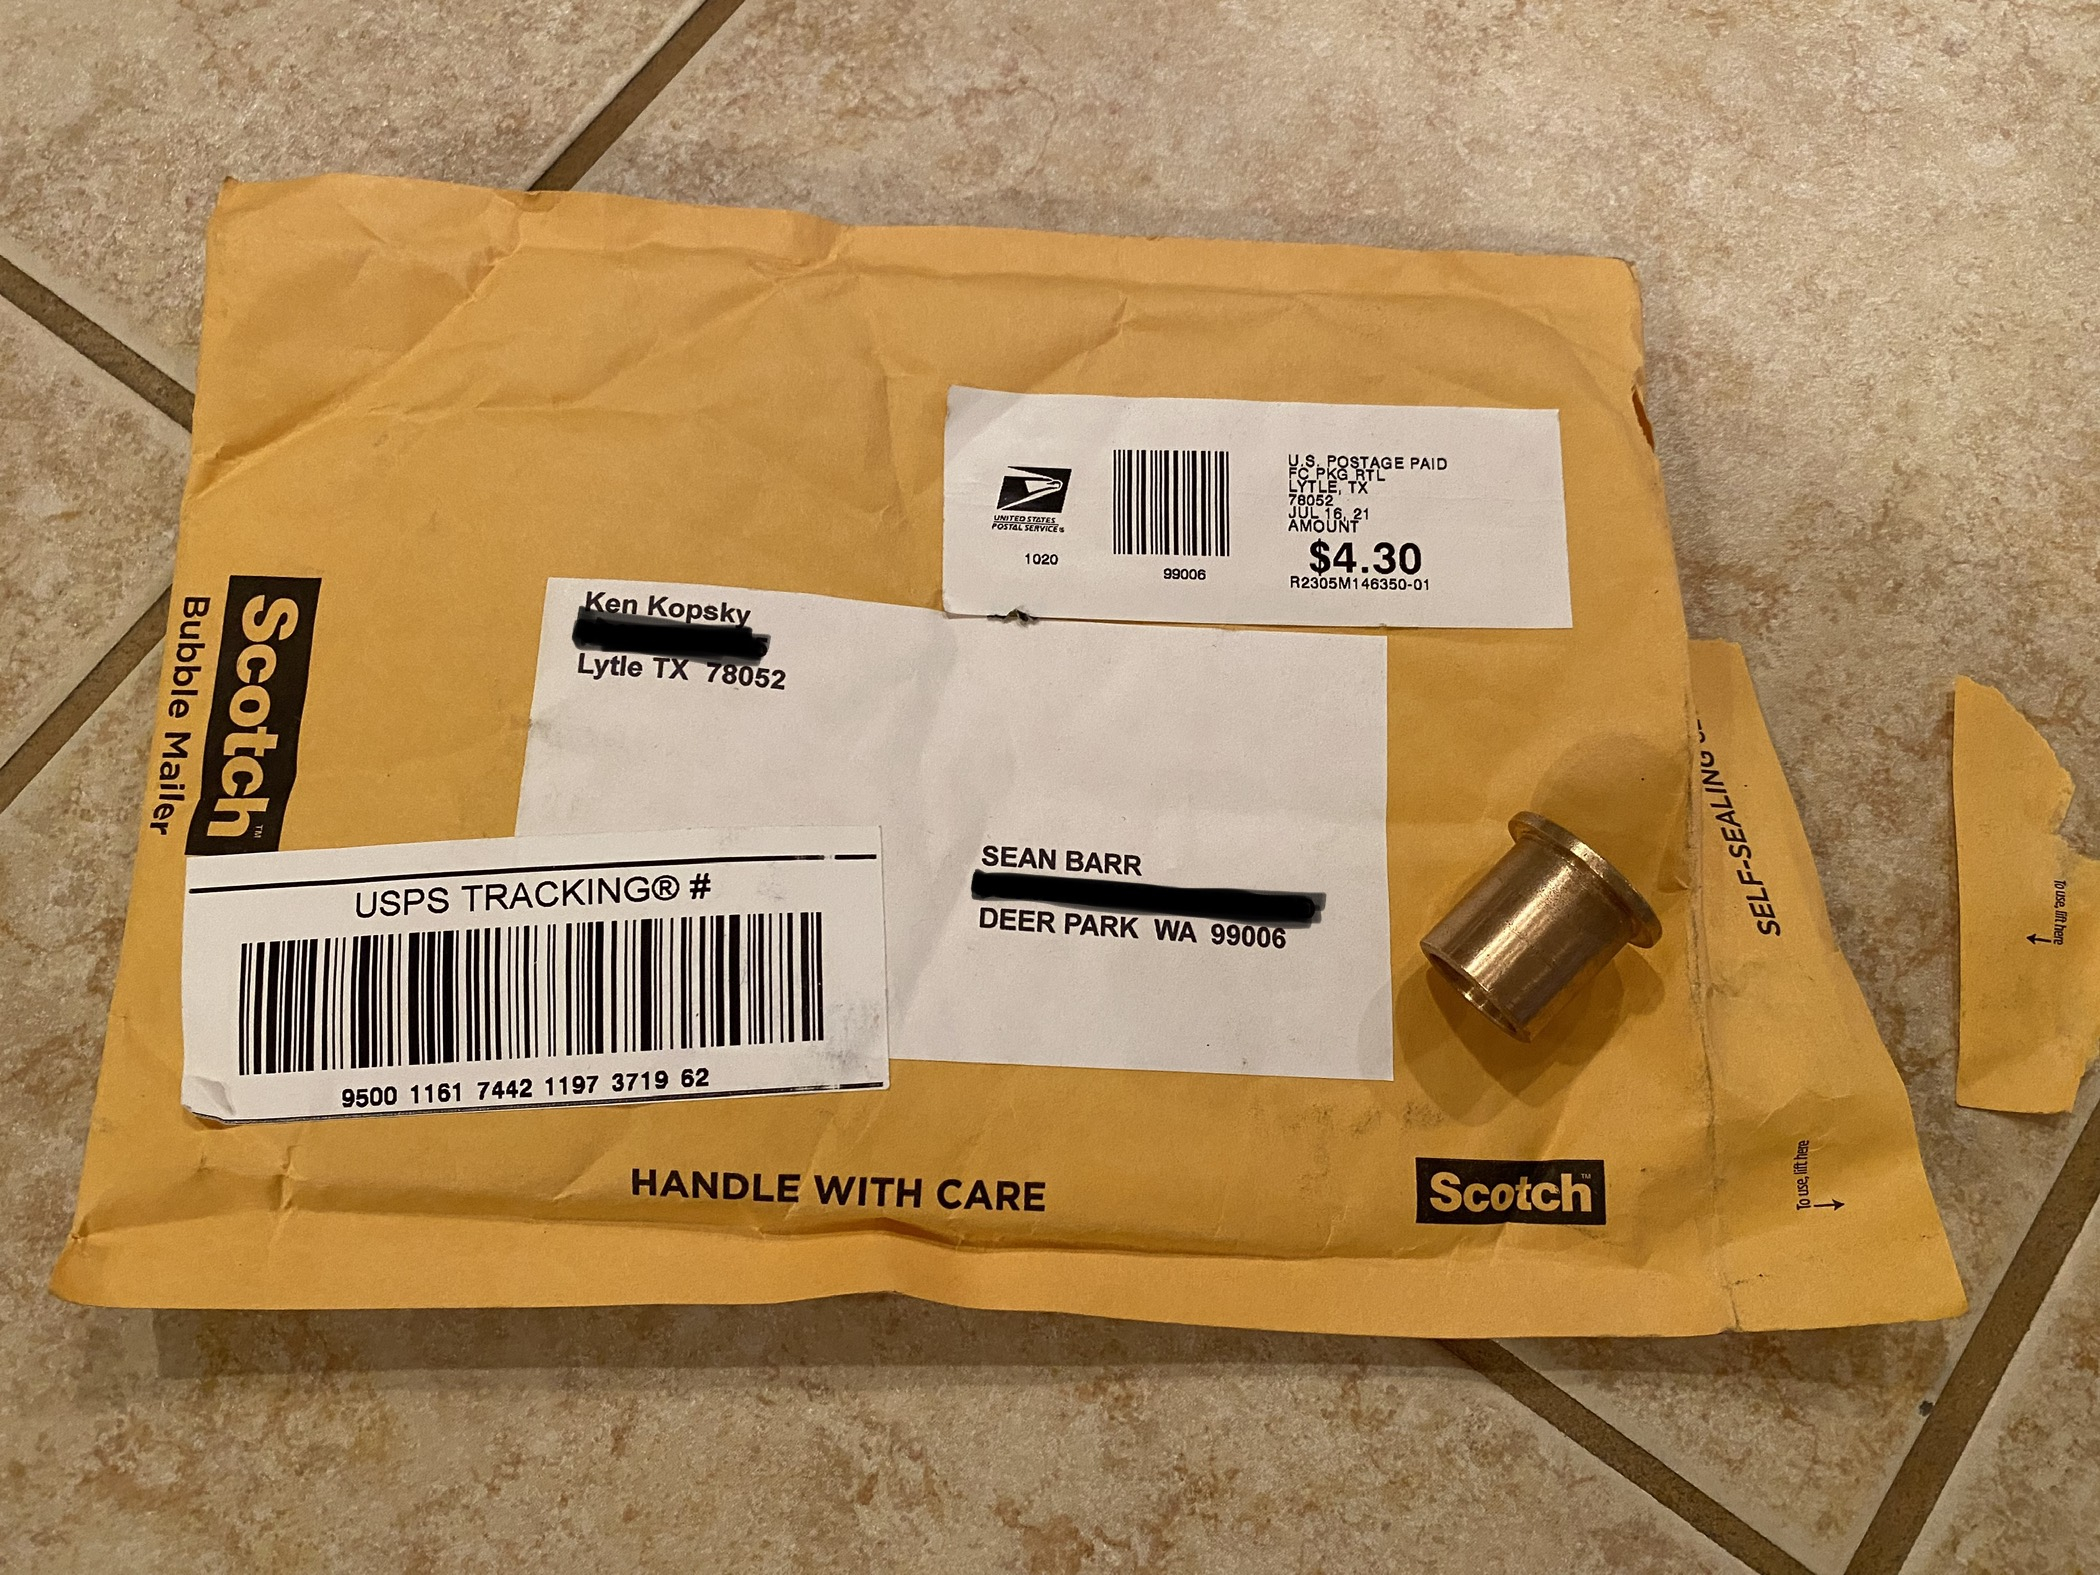 U.S. POSTAGE PAID
FC PKG RTL
LYTLE, TX
78052
JUL 16, 21
AMOUNT
$4.30
R2305M146350-01
UNITED STATES
POSTAL SERVICE®
1020
99006
Ken Kopsky
Lytle TX 78052
SEAN BARR
DEER PARK WA 99006
Scotch™
Bubble Mailer
USPS TRACKING® #
9500 1161 7442 1197 3719 62
HANDLE WITH CARE
Scotch™
SELF-SEALING
To use, lift here
To use, lift here